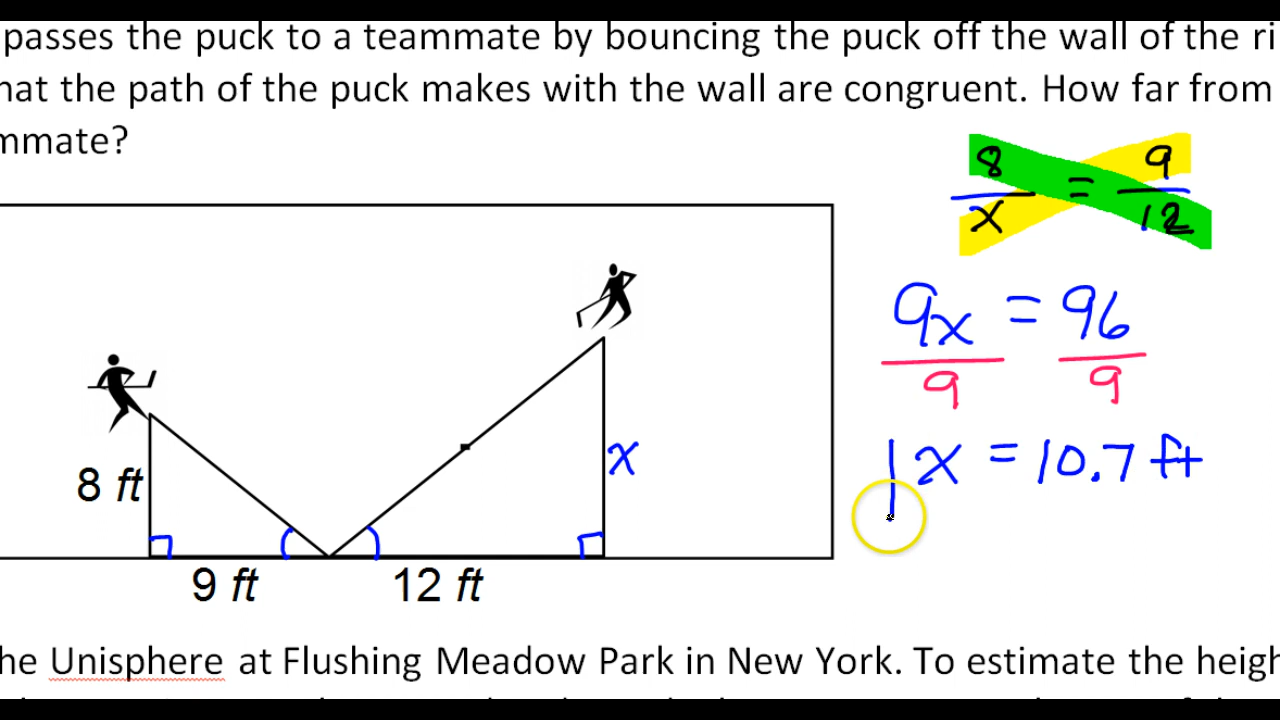 passes the puck to a teammate by bouncing the puck off the wall of the ri
hat the path of the puck makes with the wall are congruent. How far from
mmate?
8/x = 9/12
9x = 96
9 9
1x = 10.7 ft
x
8 ft
9 ft 12 ft
he Unisphere at Flushing Meadow Park in New York. To estimate the heigh